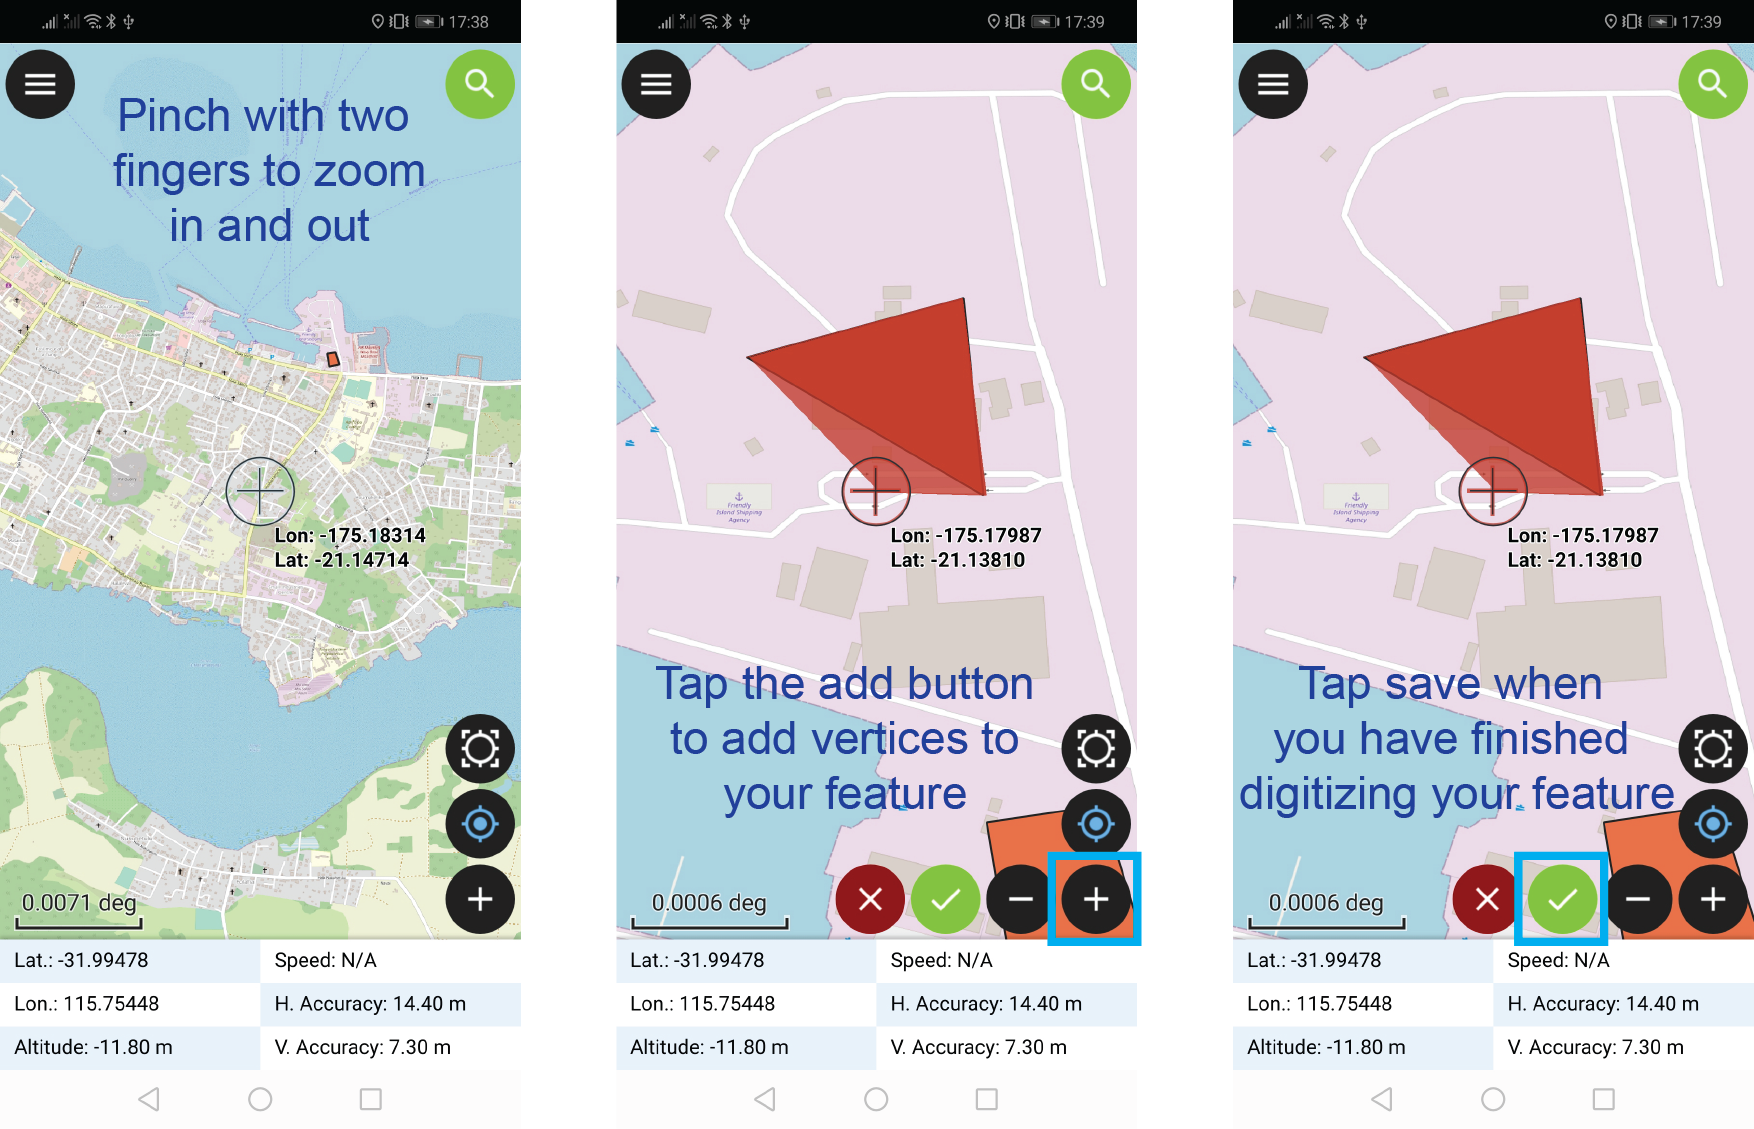 17:38
Pinch with two
fingers to zoom
in and out
Lon: -175.18314
Lat: -21.14714
0.0071 deg
Lat.: -31.99478
Speed: N/A
Lon.: 115.75448
H. Accuracy: 14.40 m
Altitude: -11.80 m
V. Accuracy: 7.30 m
17:39
Friendly
Island Shipping
Agency
Lon: -175.17987
Lat: -21.13810
Tap the add button
to add vertices to
your feature
0.0006 deg
Lat.: -31.99478
Speed: N/A
Lon.: 115.75448
H. Accuracy: 14.40 m
Altitude: -11.80 m
V. Accuracy: 7.30 m
17:39
Friendly
Island Shipping
Agency
Lon: -175.17987
Lat: -21.13810
Tap save when
you have finished
digitizing your feature
0.0006 deg
Lat.: -31.99478
Speed: N/A
Lon.: 115.75448
H. Accuracy: 14.40 m
Altitude: -11.80 m
V. Accuracy: 7.30 m